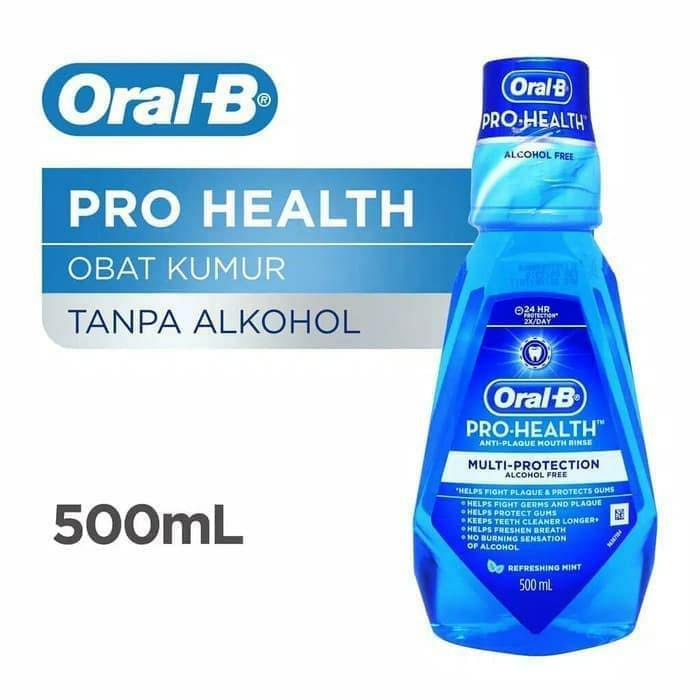 Oral-B®
PRO HEALTH
OBAT KUMUR
TANPA ALKOHOL
500mL
Oral-B
PRO-HEALTH™
ALCOHOL FREE
24 HR
PROTECTION*
2X/DAY
Oral-B®
PRO-HEALTH™
ANTI-PLAQUE MOUTH RINSE
MULTI-PROTECTION
ALCOHOL FREE
*HELPS FIGHT PLAQUE & PROTECTS GUMS
HELPS FIGHT GERMS AND PLAQUE
HELPS PROTECT GUMS
KEEPS TEETH CLEANER LONGER+
HELPS FRESHEN BREATH
NO BURNING SENSATION
OF ALCOHOL
REFRESHING MINT
500 mL